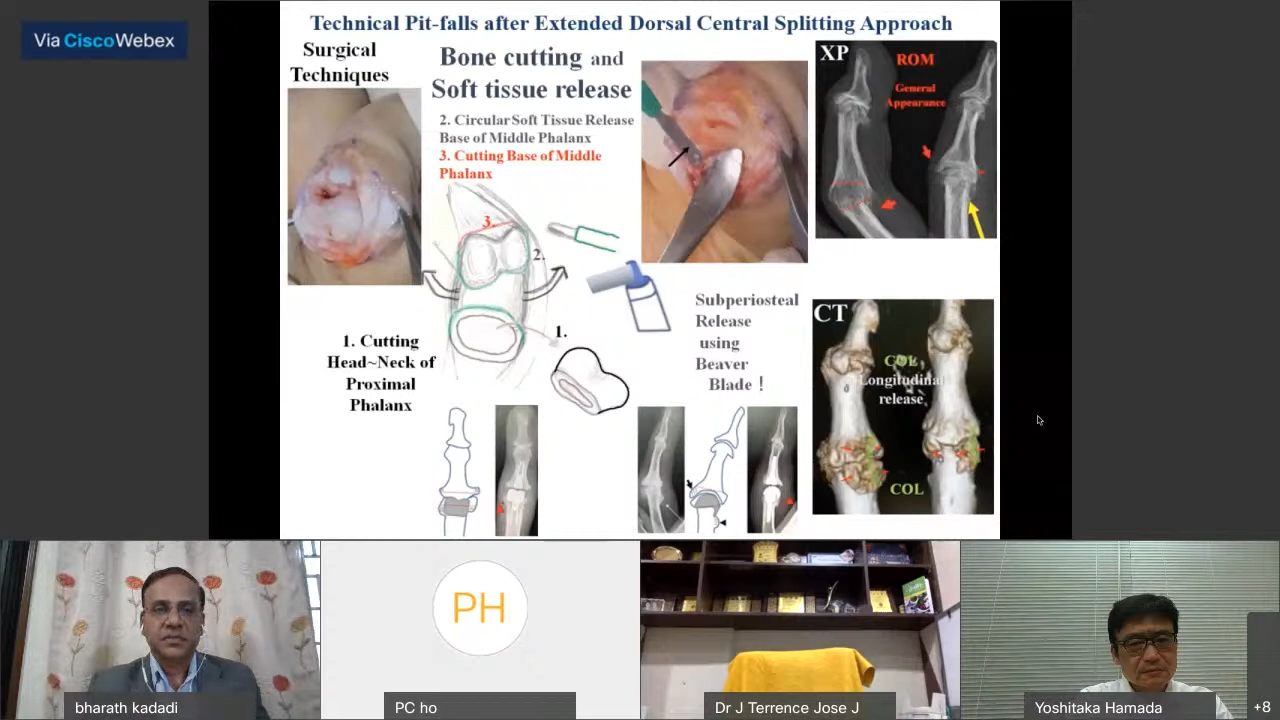 Via Cisco Webex
Technical Pit-falls after Extended Dorsal Central Splitting Approach
Surgical
Techniques
Bone cutting and
Soft tissue release
2. Circular Soft Tissue Release
Base of Middle Phalanx
3. Cutting Base of Middle
Phalanx
XP
ROM
General
Appearance
3.
2.
1.
1. Cutting
Head~Neck of
Proximal
Phalanx
Subperiosteal
Release
using
Beaver
Blade！
CT
COL
Longitudinal
release
COL
bharath kadadi
PH
PC ho
Dr J Terrence Jose J
Yoshitaka Hamada
+8